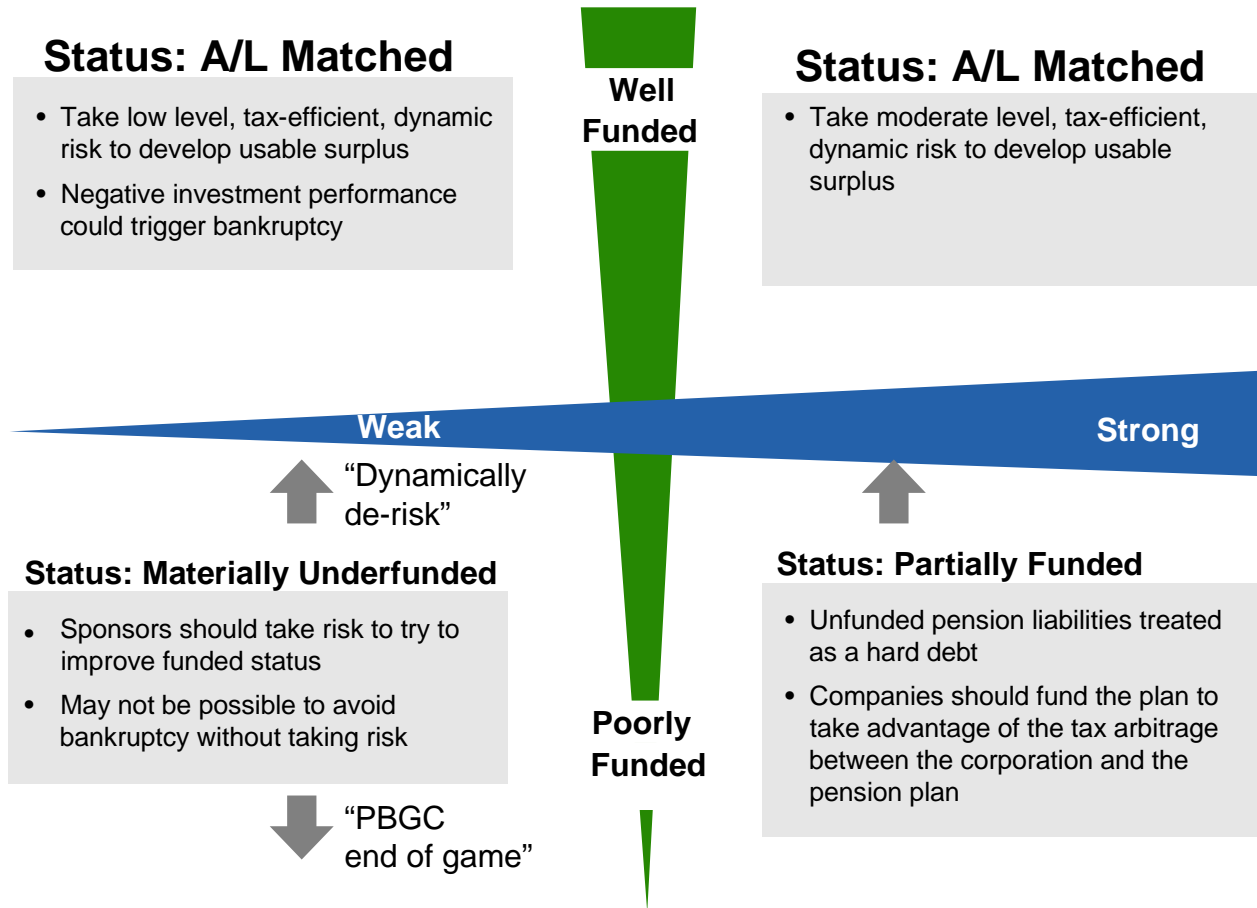 Status: A/L Matched
• Take low level, tax-efficient, dynamic
risk to develop usable surplus
• Negative investment performance
could trigger bankruptcy
Well
Funded
Status: A/L Matched
• Take moderate level, tax-efficient,
dynamic risk to develop usable
surplus
Weak
Strong
“Dynamically
de-risk”
Status: Materially Underfunded
• Sponsors should take risk to try to
improve funded status
• May not be possible to avoid
bankruptcy without taking risk
“PBGC
end of game”
Poorly
Funded
Status: Partially Funded
• Unfunded pension liabilities treated
as a hard debt
• Companies should fund the plan to
take advantage of the tax arbitrage
between the corporation and the
pension plan